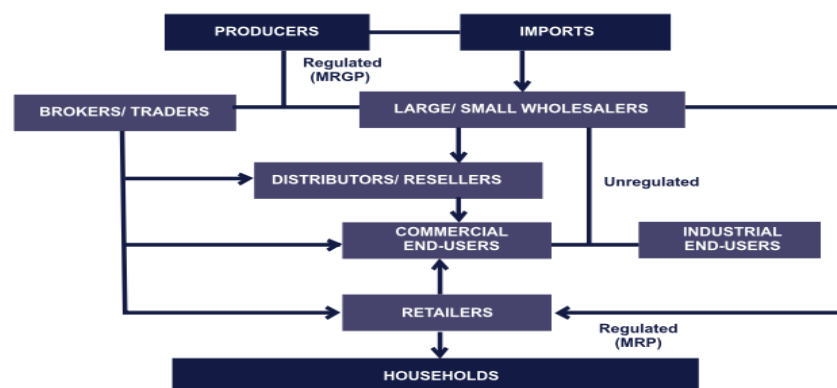 PRODUCERS
IMPORTS
Regulated
(MRGP)
BROKERS/ TRADERS
LARGE/ SMALL WHOLESALERS
DISTRIBUTORS/ RESELLERS
Unregulated
COMMERCIAL
END-USERS
INDUSTRIAL
END-USERS
RETAILERS
Regulated
(MRP)
HOUSEHOLDS